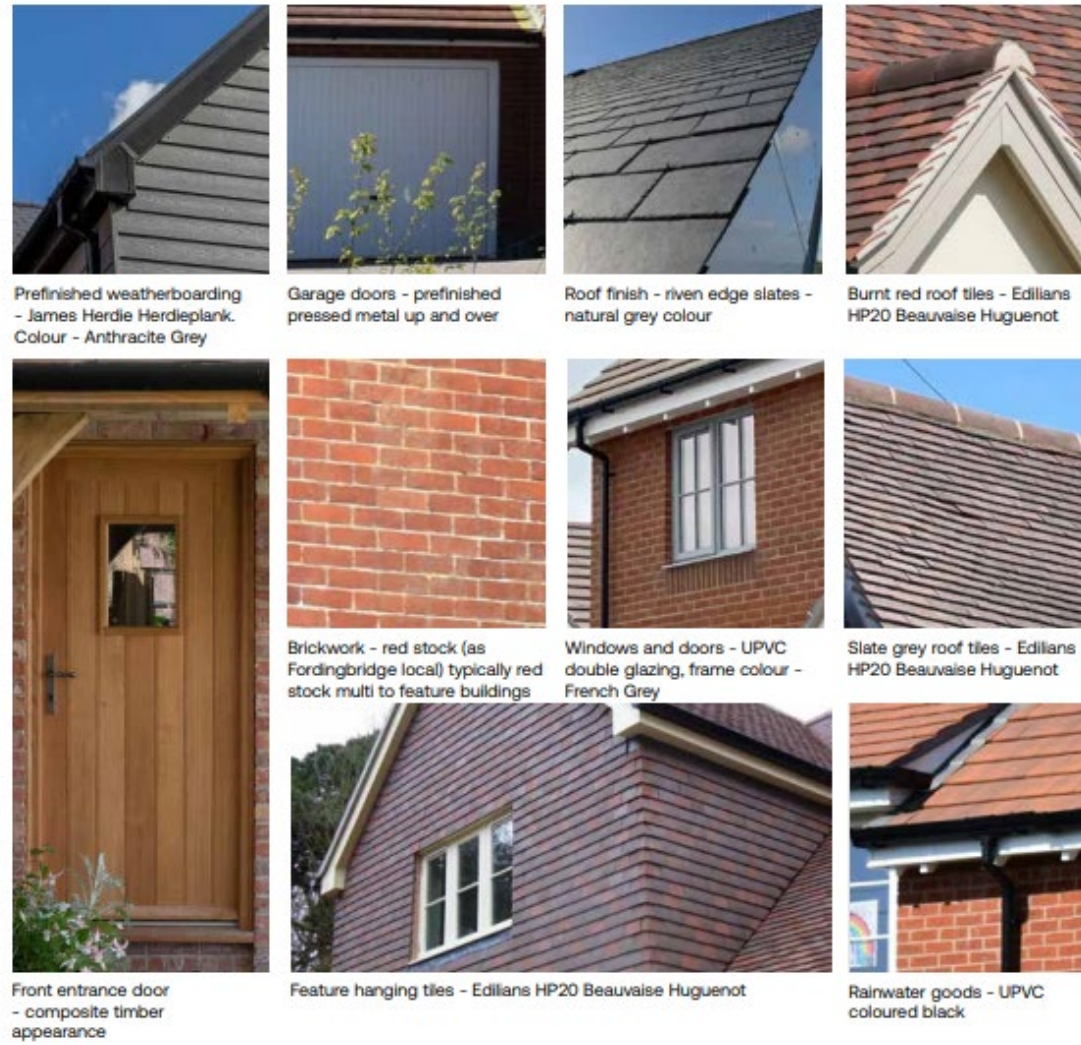 Prefinished weatherboarding
- James Herdie Herdieplank.
Colour - Anthracite Grey
Garage doors - prefinished
pressed metal up and over
Roof finish - riven edge slates -
natural grey colour
Burnt red roof tiles - Edilians
HP20 Beauvaise Huguenot
Brickwork - red stock (as
Fordingbridge local) typically red
stock multi to feature buildings
Windows and doors - UPVC
double glazing, frame colour -
French Grey
Slate grey roof tiles - Edilians
HP20 Beauvaise Huguenot
Front entrance door
- composite timber
appearance
Feature hanging tiles - Edilians HP20 Beauvaise Huguenot
Rainwater goods - UPVC
coloured black